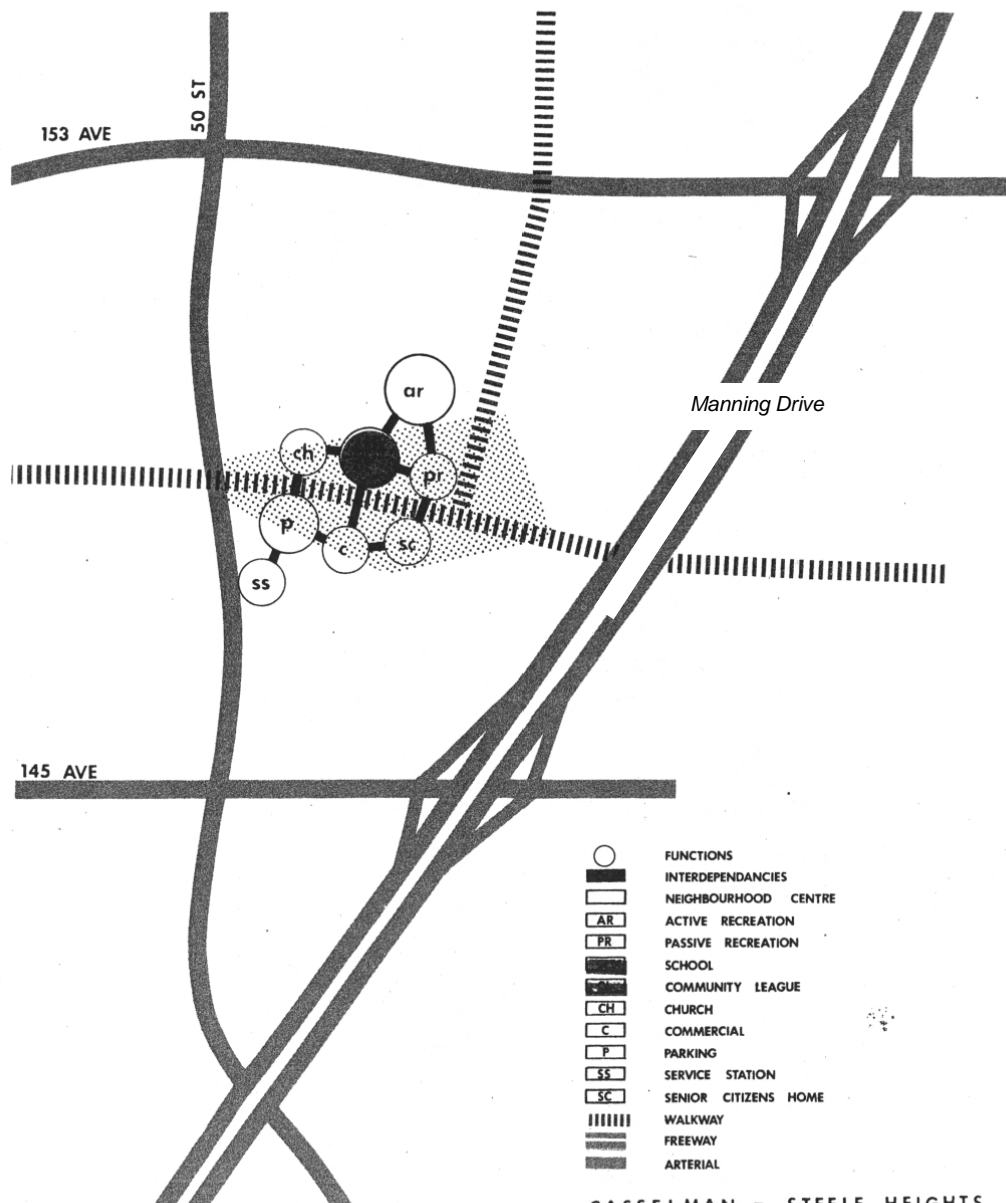 50 ST
153 AVE
ar
Manning Drive
ch
pr
p
c
sc
ss
145 AVE
FUNCTIONS
INTERDEPENDANCIES
NEIGHBOURHOOD CENTRE
AR ACTIVE RECREATION
PR PASSIVE RECREATION
SCHOOL
COMMUNITY LEAGUE
CH CHURCH
C COMMERCIAL
P PARKING
SS SERVICE STATION
SC SENIOR CITIZENS HOME
WALKWAY
FREEWAY
ARTERIAL
CASSELMAN - STEELE HEIGHTS